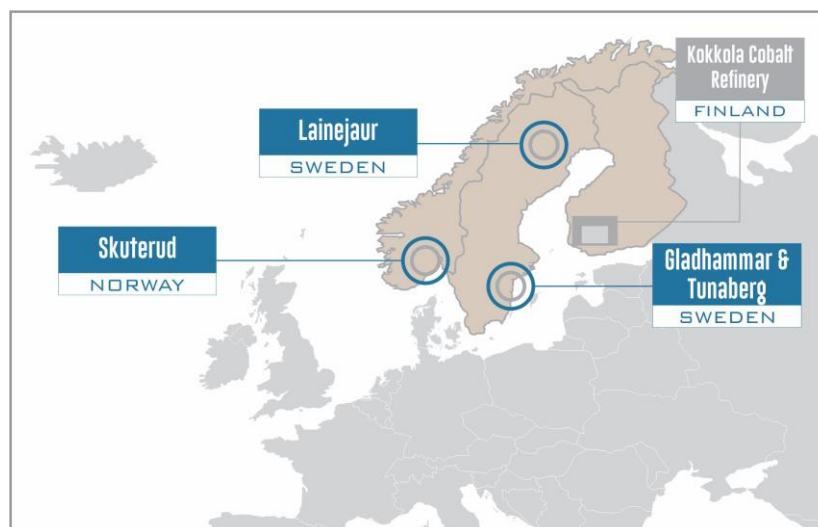 Kokkola Cobalt
Refinery
FINLAND
Lainejaur
SWEDEN
Skuterud
NORWAY
Gladhammar &
Tunaberg
SWEDEN